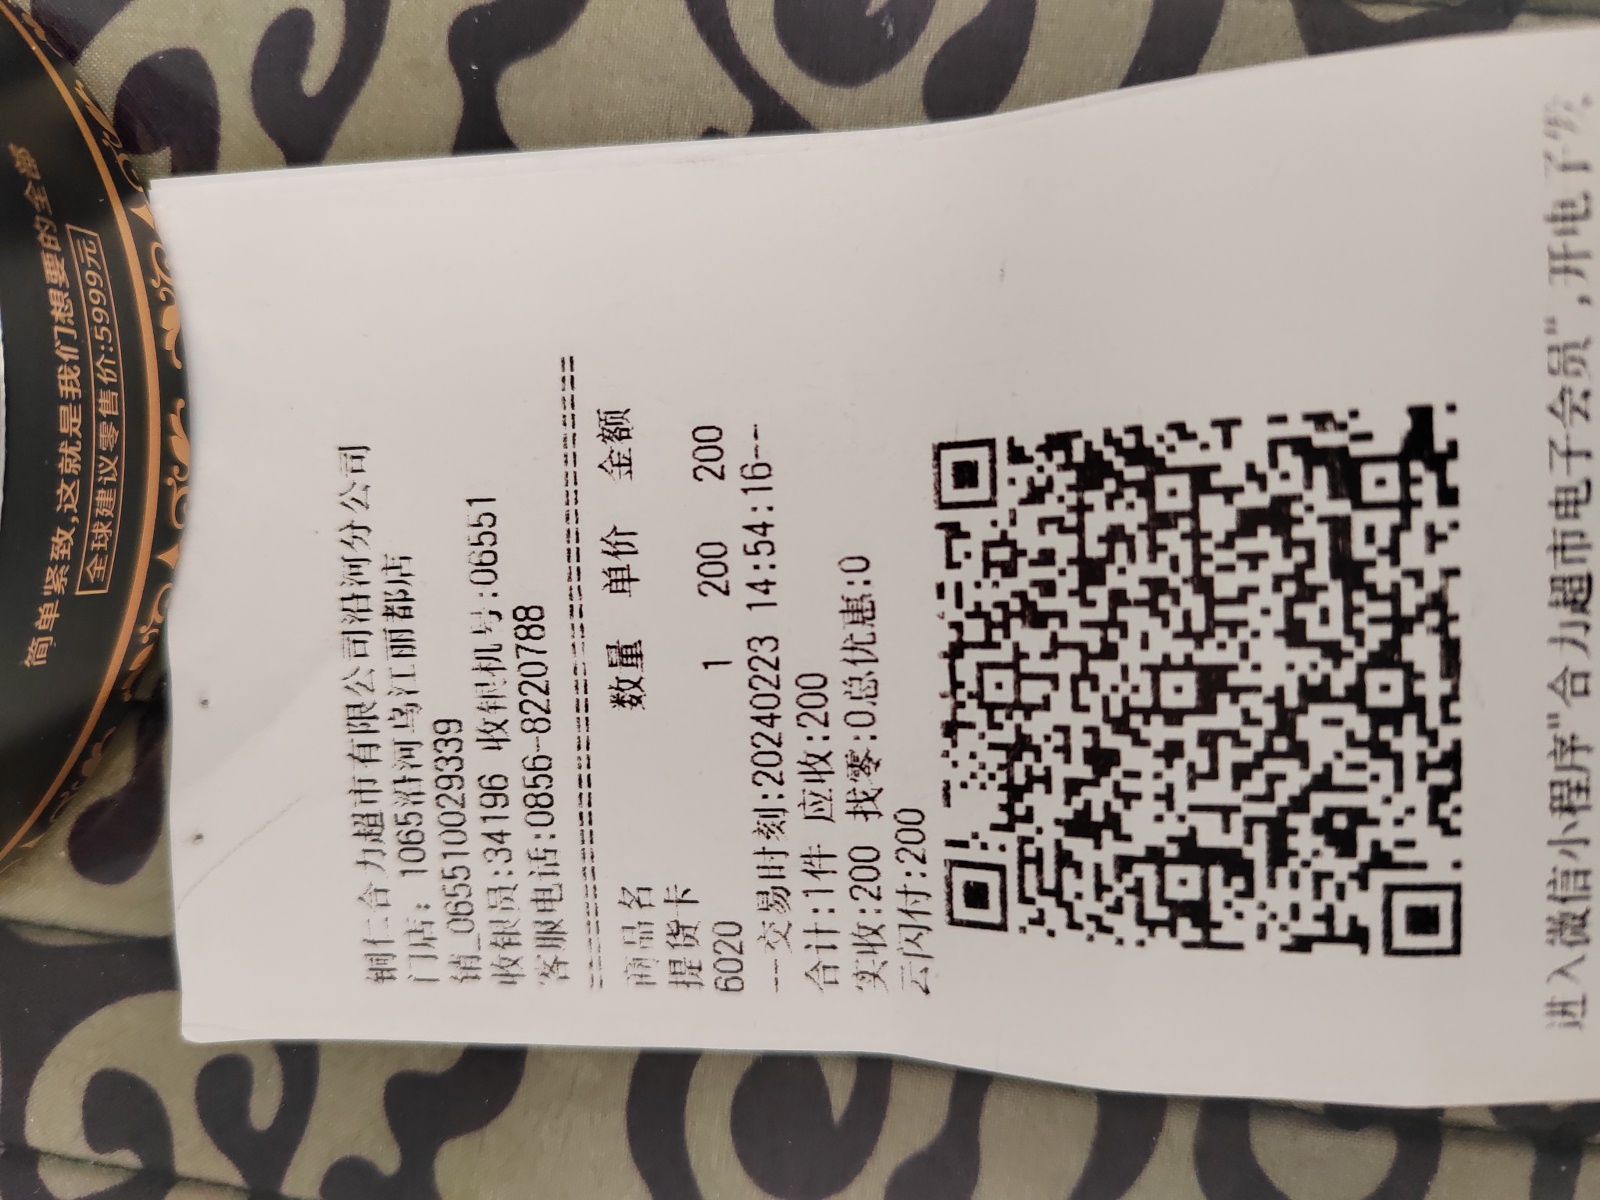 简单紧致,这就是我们想要的全部
全球建议零售价:5999元
铜仁合力超市有限公司沿河分公司
门店: 1065沿河乌江丽都店
销_065510029339
收银员:34196 收银机号:06551
客服电话:0856-8220788
商品名 数量 单价 金额
提货卡
6020 1 200 200
--交易时刻:20240223 14:54:16--
合计:1件 应收:200
实收:200 找零:0总优惠:0
云闪付:200
进入微信小程序"合力超市电子会员",开电子发